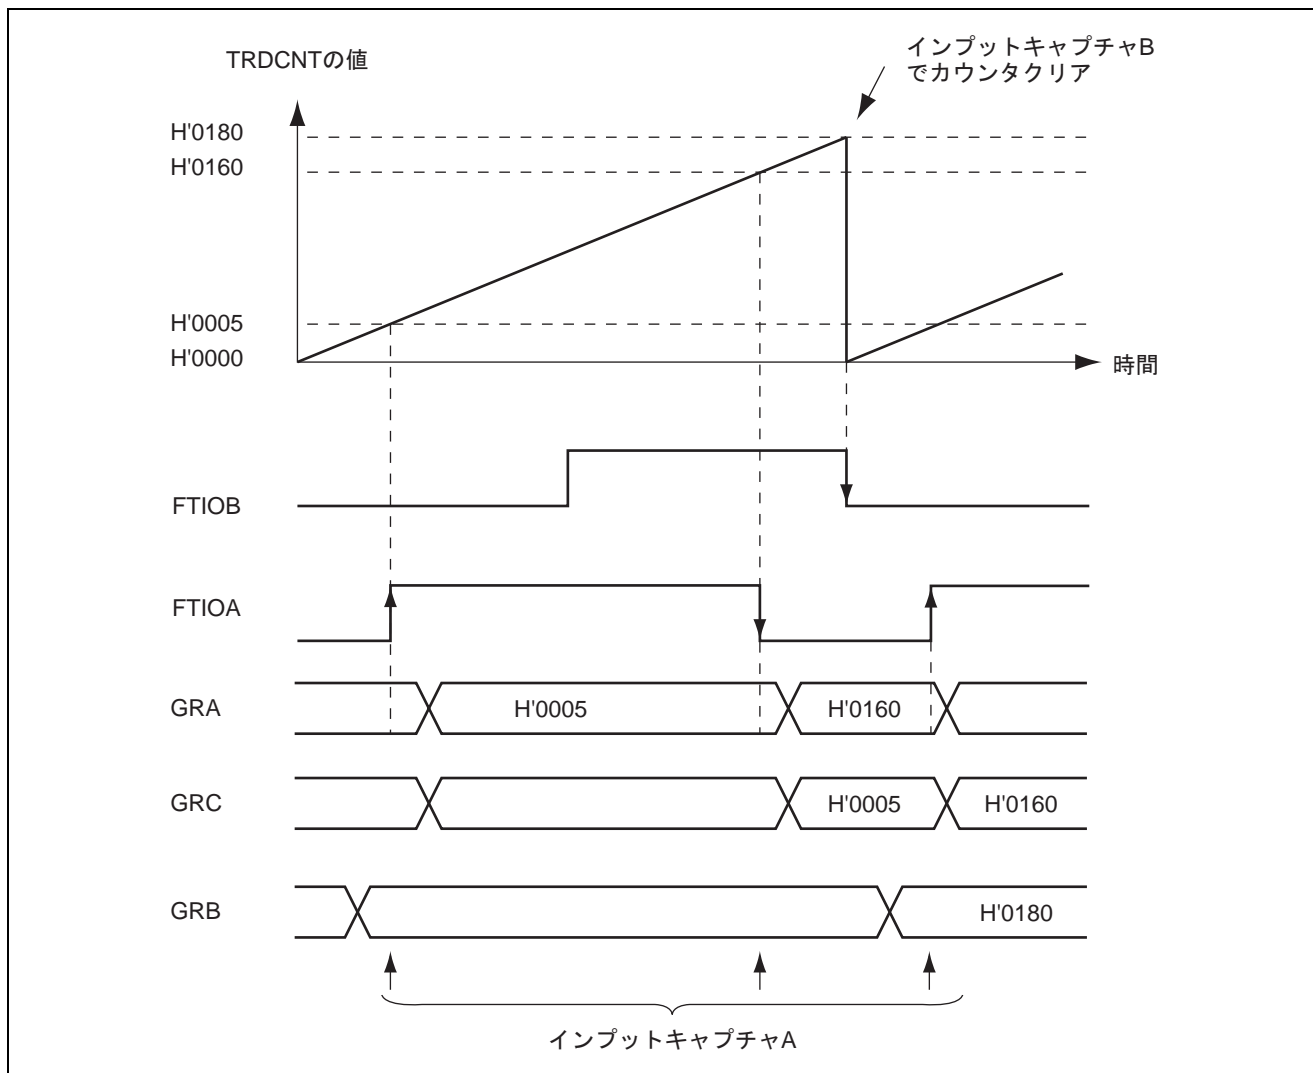 TRDCNTの値
インプットキャプチャB
でカウンタクリア
H'0180
H'0160
H'0005
H'0000
時間
FTIOB
FTIOA
GRA
H'0005
H'0160
GRC
H'0005
H'0160
GRB
H'0180
インプットキャプチャA